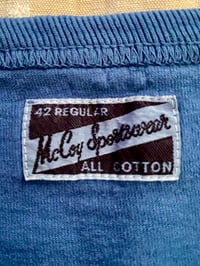 42 REGULAR
McCoy Sportswear
ALL COTTON